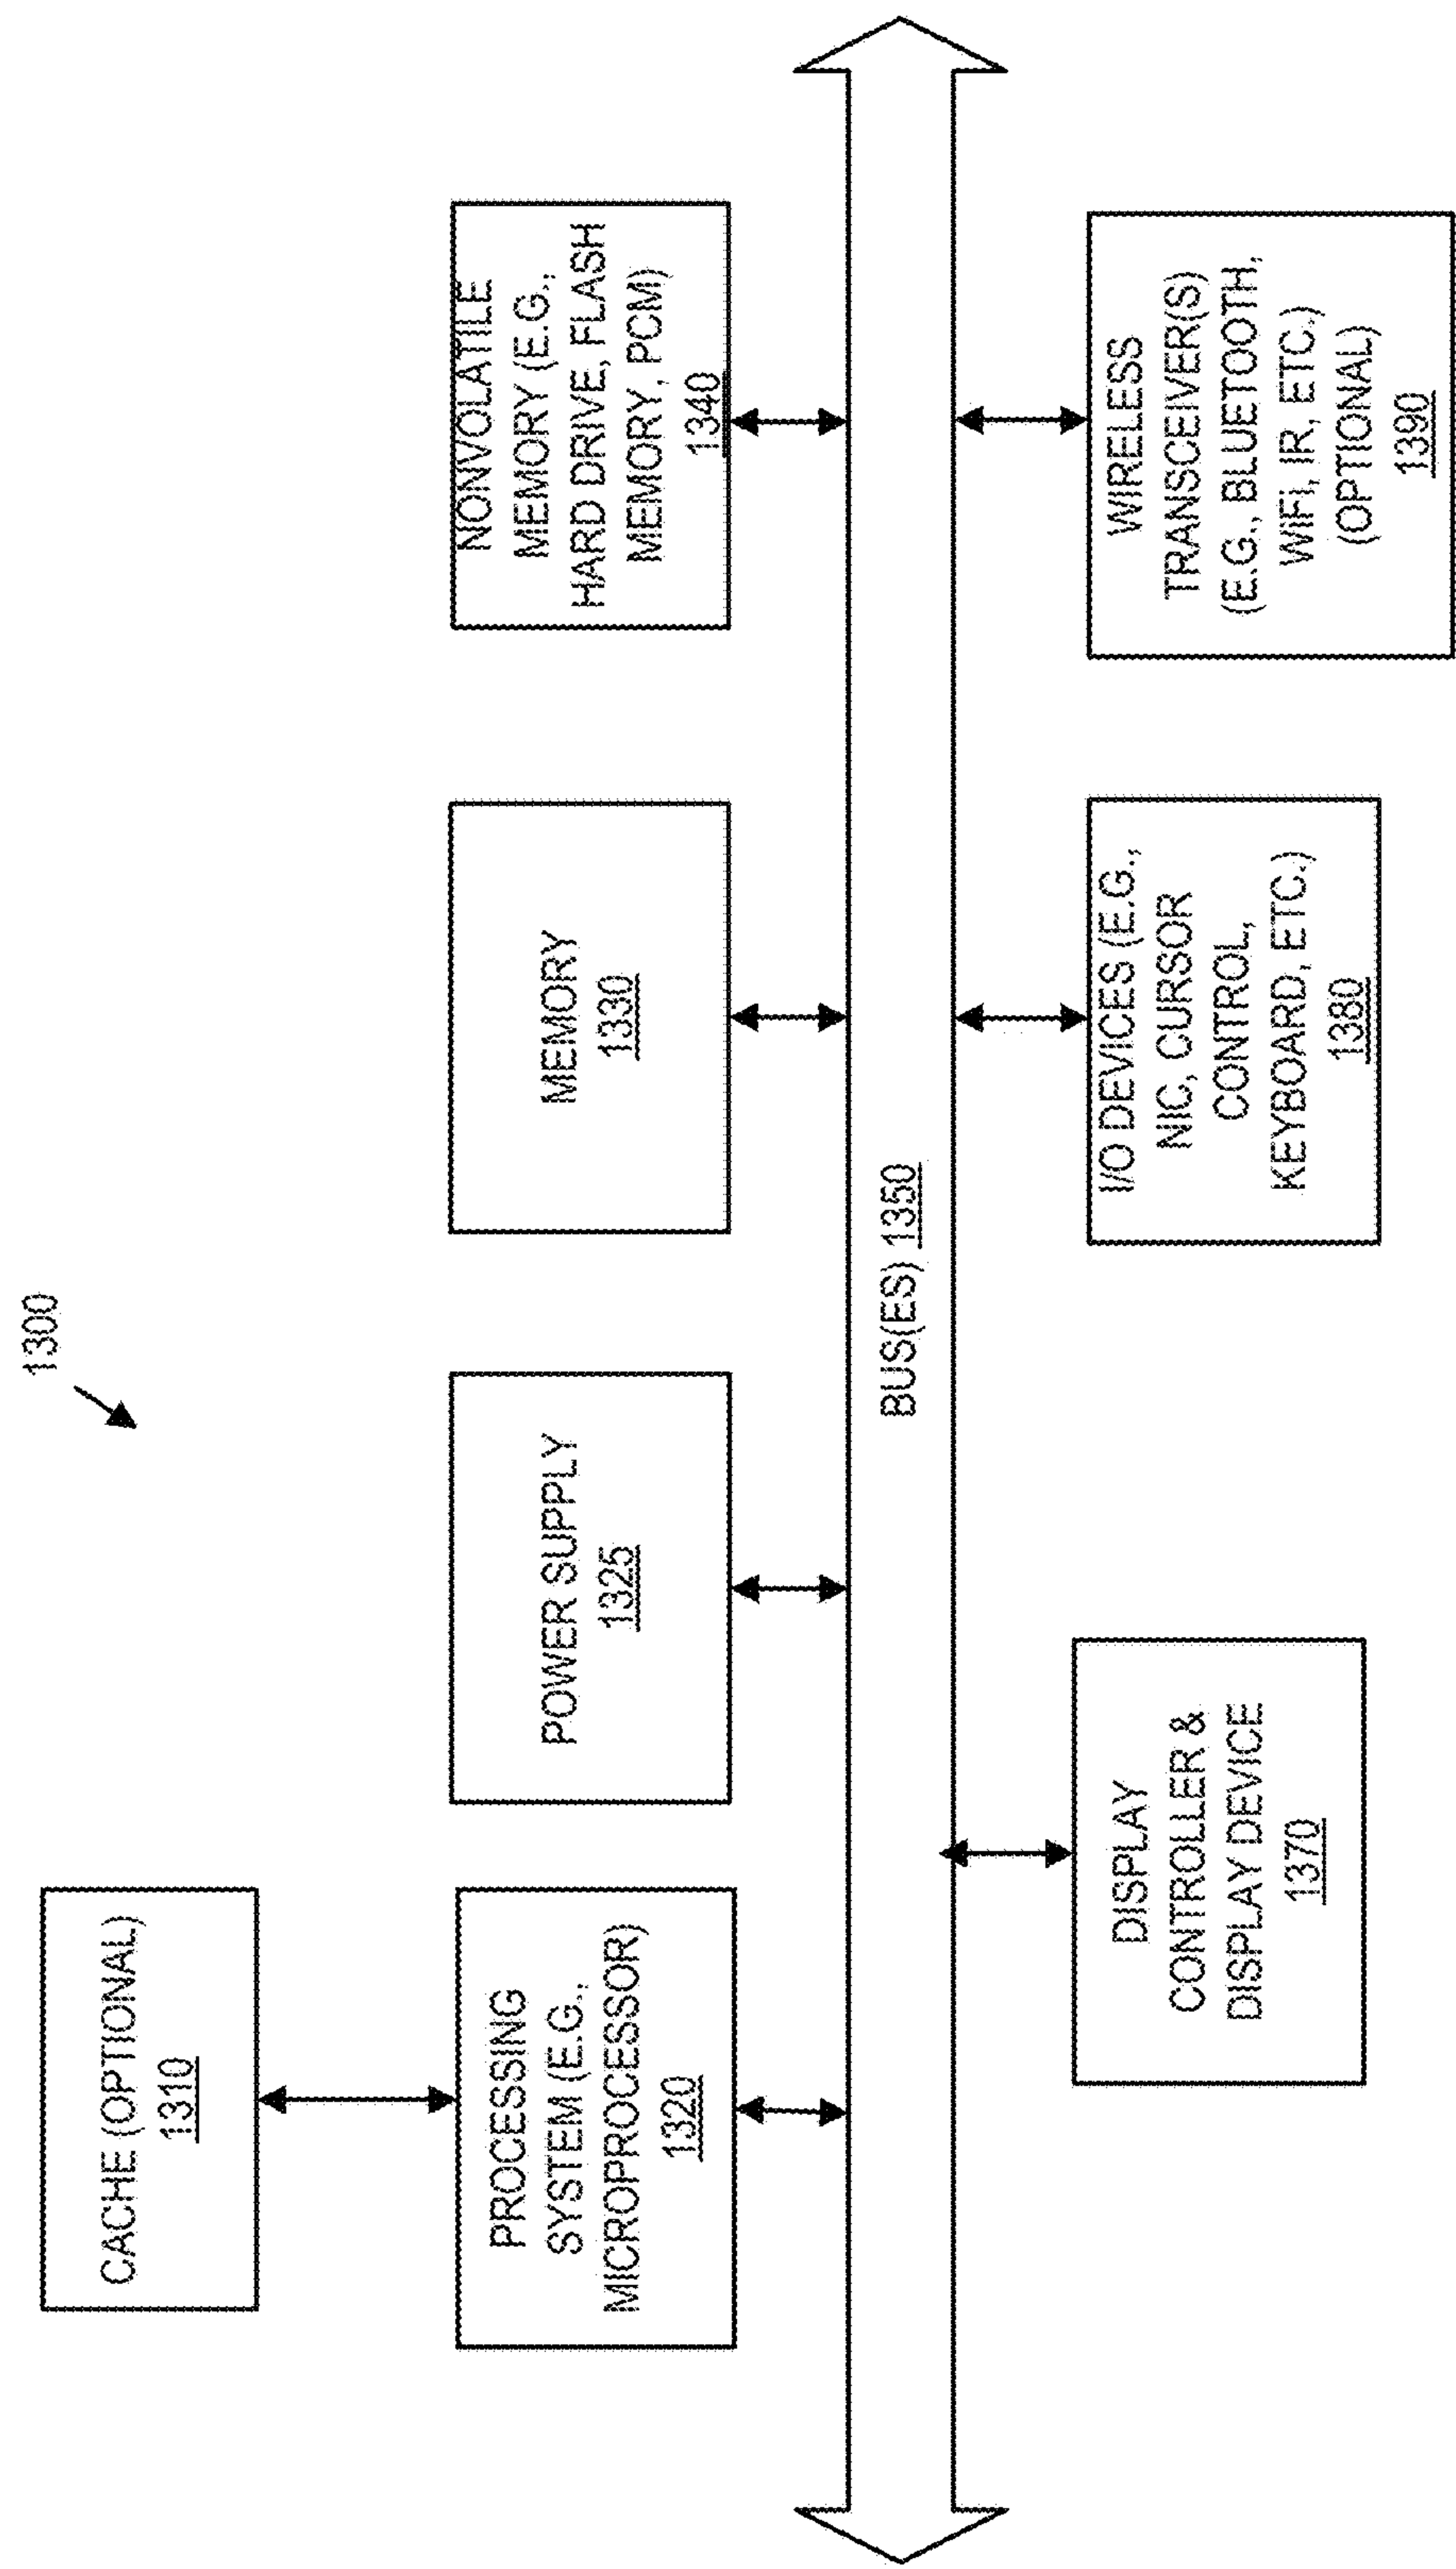 1300
CACHE (OPTIONAL)
1310
PROCESSING
SYSTEM (E.G.,
MICROPROCESSOR)
1320
POWER SUPPLY
1325
MEMORY
1330
NONVOLATILE
MEMORY (E.G.,
HARD DRIVE, FLASH
MEMORY, PCM)
1340
BUS(ES) 1350
DISPLAY
CONTROLLER &
DISPLAY DEVICE
1370
I/O DEVICES (E.G.,
NIC, CURSOR
CONTROL,
KEYBOARD, ETC.)
1380
WIRELESS
TRANSCEIVER(S)
(E.G., BLUETOOTH,
WiFi, IR, ETC.)
(OPTIONAL)
1390